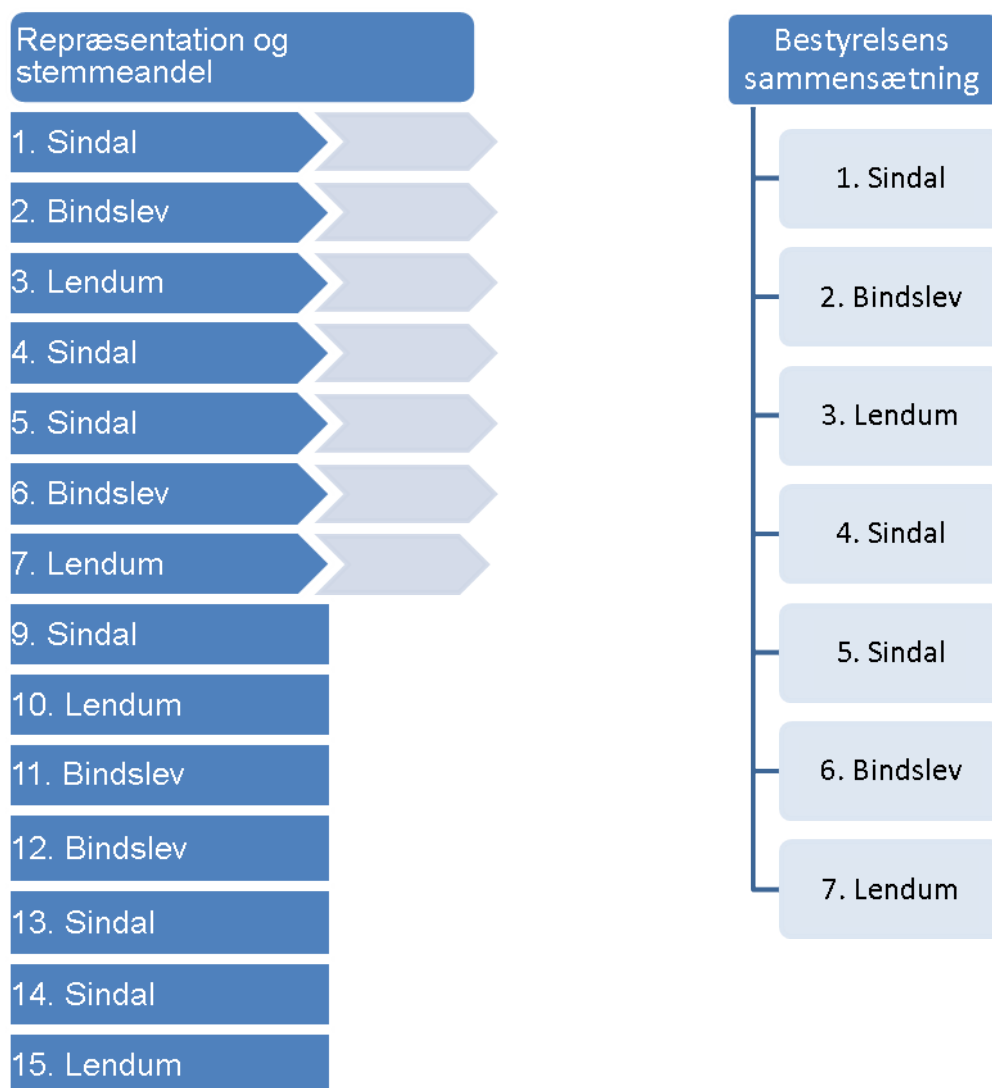 Repræsentation og
stemmeandel
1. Sindal
2. Bindslev
3. Lendum
4. Sindal
5. Sindal
6. Bindslev
7. Lendum
9. Sindal
10. Lendum
11. Bindslev
12. Bindslev
13. Sindal
14. Sindal
15. Lendum
Bestyrelsens
sammensætning
1. Sindal
2. Bindslev
3. Lendum
4. Sindal
5. Sindal
6. Bindslev
7. Lendum